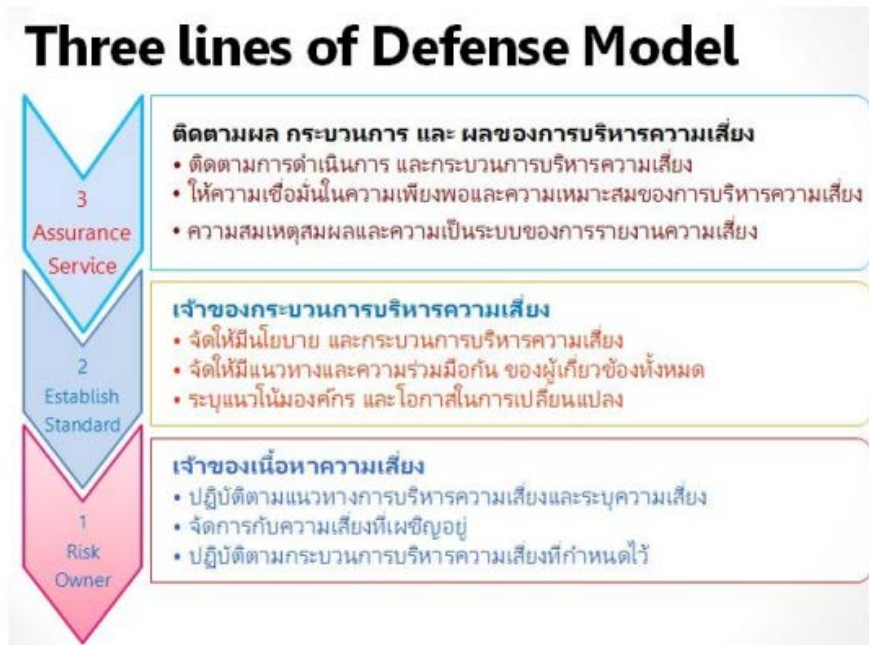 Three lines of Defense Model
3
Assurance
Service
ติดตามผล กระบวนการ และ ผลของการบริหารความเสี่ยง
• ติดตามการดำเนินการ และกระบวนการบริหารความเสี่ยง
• ให้ความเชื่อมั่นในความเพียงพอและความเหมาะสมของการบริหารความเสี่ยง
• ความสมเหตุสมผลและความเป็นระบบของการรายงานความเสี่ยง
2
Establish
Standard
เจ้าของกระบวนการบริหารความเสี่ยง
• จัดให้มีนโยบาย และกระบวนการบริหารความเสี่ยง
• จัดให้มีแนวทางและความร่วมมือกัน ของผู้เกี่ยวข้องทั้งหมด
• ระบุแนวโน้มองค์กร และโอกาสในการเปลี่ยนแปลง
1
Risk
Owner
เจ้าของเนื้อหาความเสี่ยง
• ปฏิบัติตามแนวทางการบริหารความเสี่ยงและระบุความเสี่ยง
• จัดการกับความเสี่ยงที่เผชิญอยู่
• ปฏิบัติตามกระบวนการบริหารความเสี่ยงที่กำหนดไว้